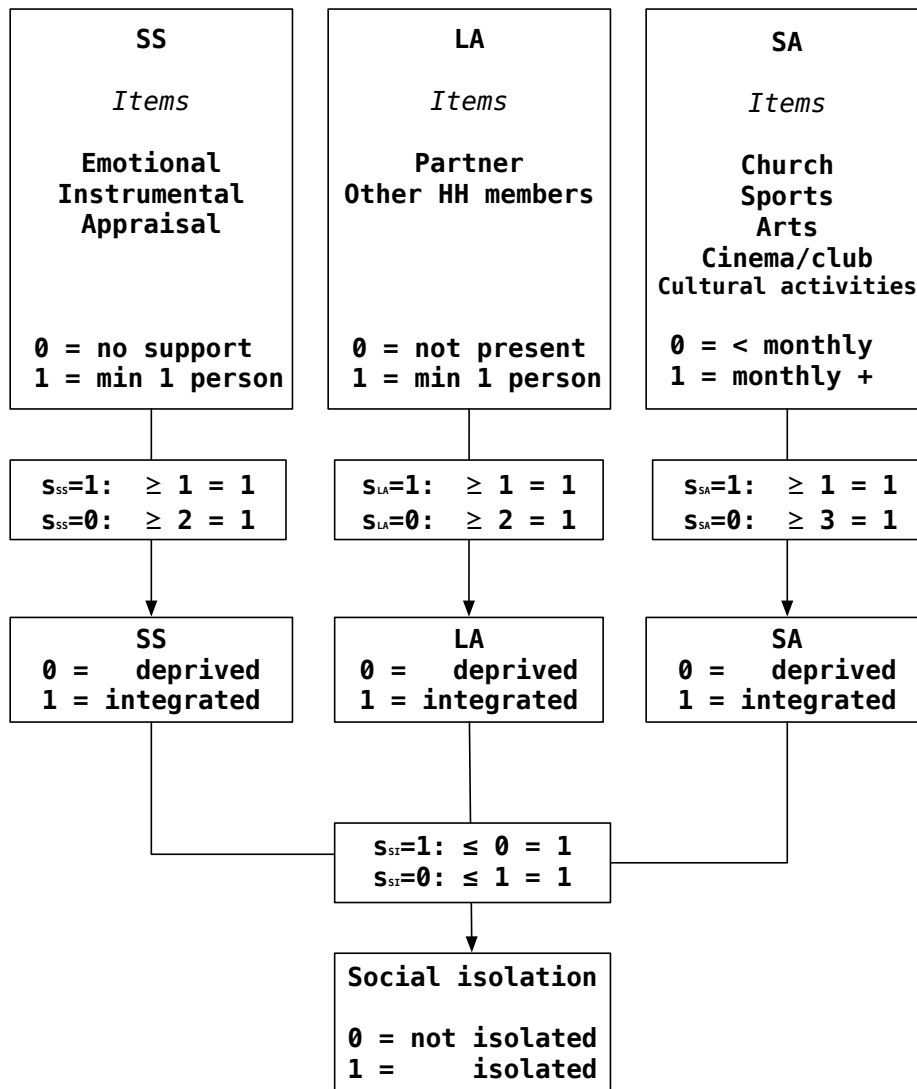 SS
Items
Emotional
Instrumental
Appraisal
0 = no support
1 = min 1 person
LA
Items
Partner
Other HH members
0 = not present
1 = min 1 person
SA
Items
Church
Sports
Arts
Cinema/club
Cultural activities
0 = < monthly
1 = monthly +
sSS=1: ≥ 1 = 1
sSS=0: ≥ 2 = 1
sLA=1: ≥ 1 = 1
sLA=0: ≥ 2 = 1
sSA=1: ≥ 1 = 1
sSA=0: ≥ 3 = 1
SS
0 = deprived
1 = integrated
LA
0 = deprived
1 = integrated
SA
0 = deprived
1 = integrated
sSI=1: ≤ 0 = 1
sSI=0: ≤ 1 = 1
Social isolation
0 = not isolated
1 = isolated